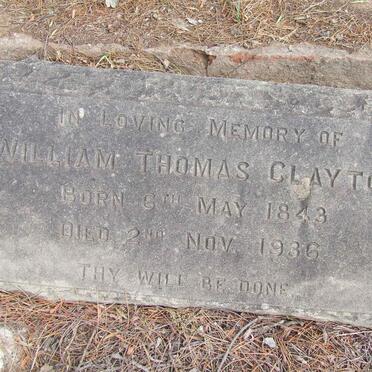 In Loving Memory of
William Thomas Clayto
Born 6th May 1843
Died 2nd Nov. 1936
Thy Will Be Done